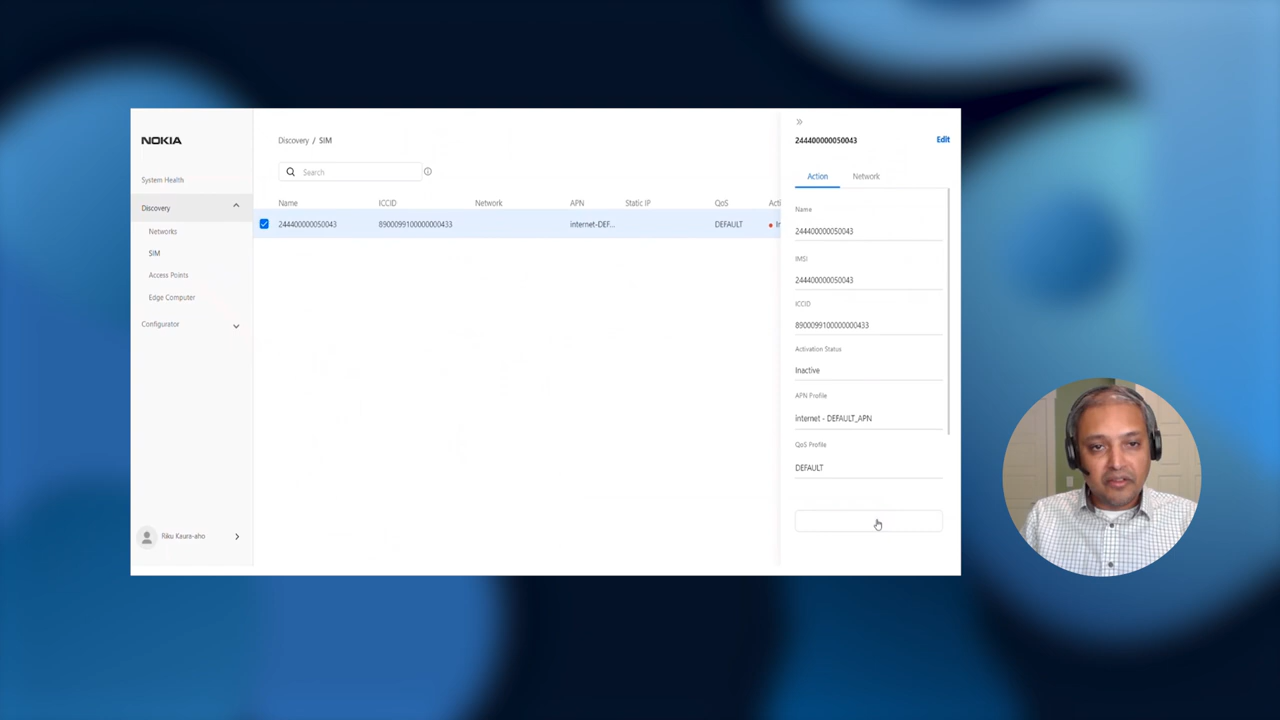 NOKIA
System Health
Discovery
Networks
SIM
Access Points
Edge Computer
Configurator
Riku Kaura-aho
Discovery / SIM
Search
Name ICCID Network APN Static IP QoS Acti
244400000050043 8900099100000000433 internet-DEF... DEFAULT In
244400000050043 Edit
Action Network
Name
244400000050043
IMSI
244400000050043
ICCID
8900099100000000433
Activation Status
Inactive
APN Profile
internet - DEFAULT_APN
QoS Profile
DEFAULT